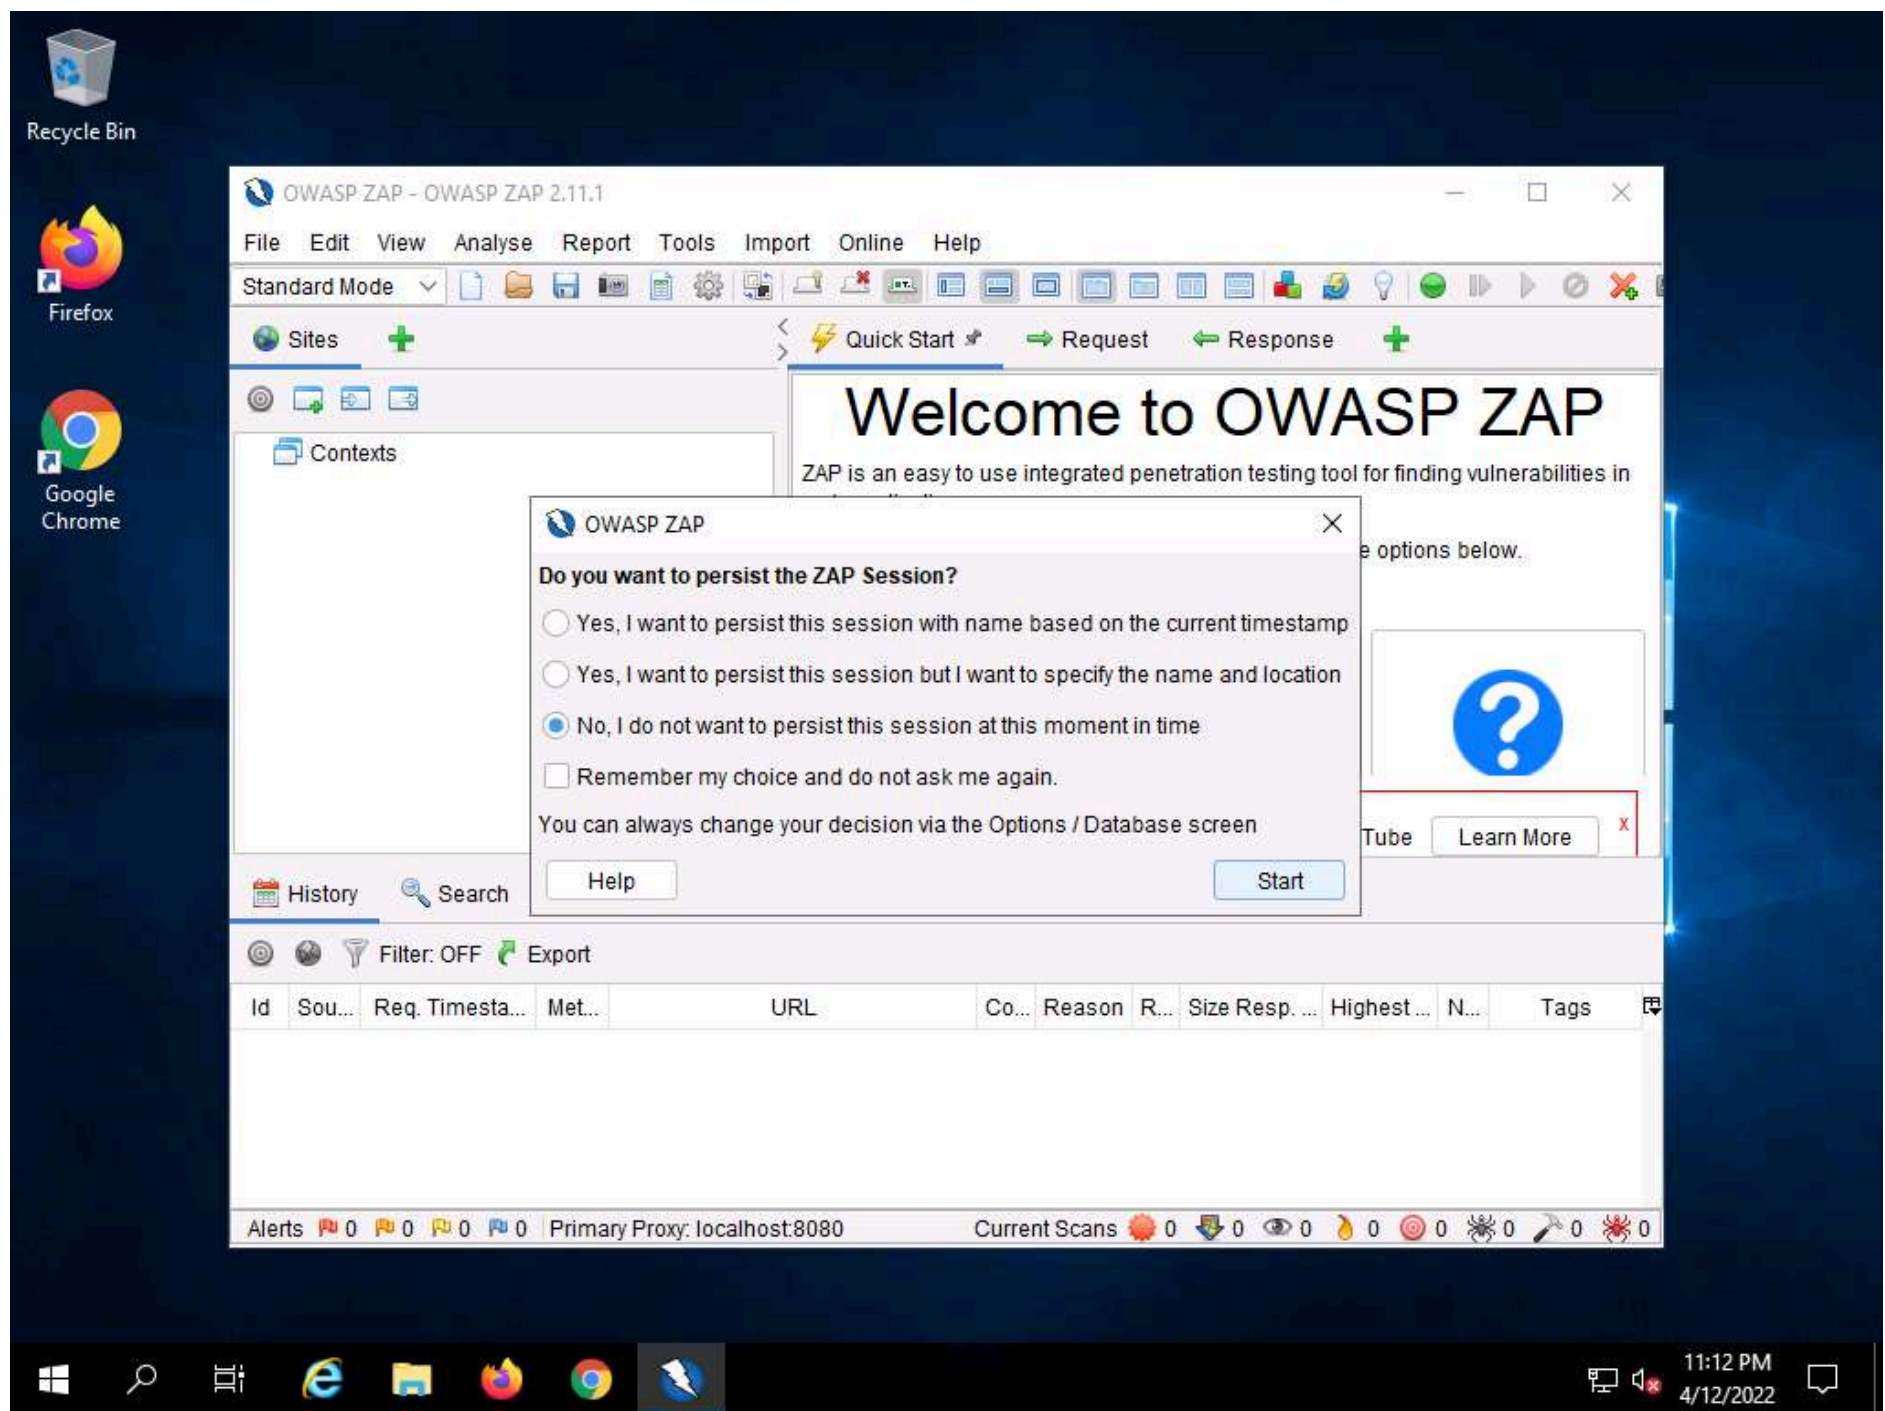 Recycle Bin
Firefox
Google
Chrome
OWASP ZAP - OWASP ZAP 2.11.1
File Edit View Analyse Report Tools Import Online Help
Standard Mode
Sites
Quick Start
Request
Response
Contexts
Welcome to OWASP ZAP
ZAP is an easy to use integrated penetration testing tool for finding vulnerabilities in
e options below.
OWASP ZAP
Do you want to persist the ZAP Session?
Yes, I want to persist this session with name based on the current timestamp
Yes, I want to persist this session but I want to specify the name and location
No, I do not want to persist this session at this moment in time
Remember my choice and do not ask me again.
You can always change your decision via the Options / Database screen
Help
Start
Tube
Learn More
x
History
Search
Filter: OFF
Export
Id Sou... Req. Timesta... Met... URL Co... Reason R... Size Resp. ... Highest ... N... Tags
Alerts 0 0 0 0 Primary Proxy: localhost:8080 Current Scans 0 0 0 0 0 0 0 0
11:12 PM
4/12/2022